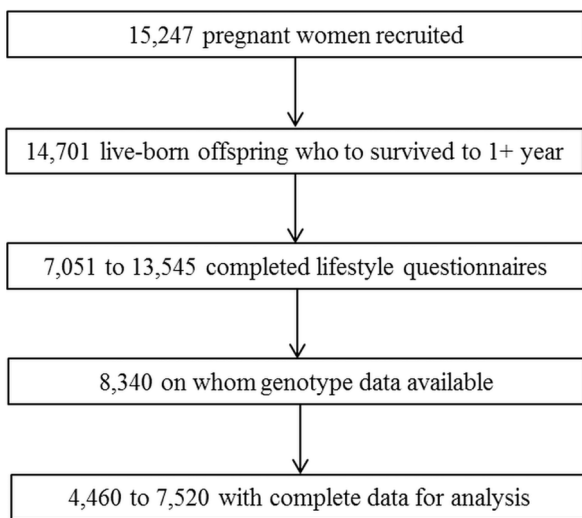 15,247 pregnant women recruited
14,701 live-born offspring who to survived to 1+ year
7,051 to 13,545 completed lifestyle questionnaires
8,340 on whom genotype data available
4,460 to 7,520 with complete data for analysis